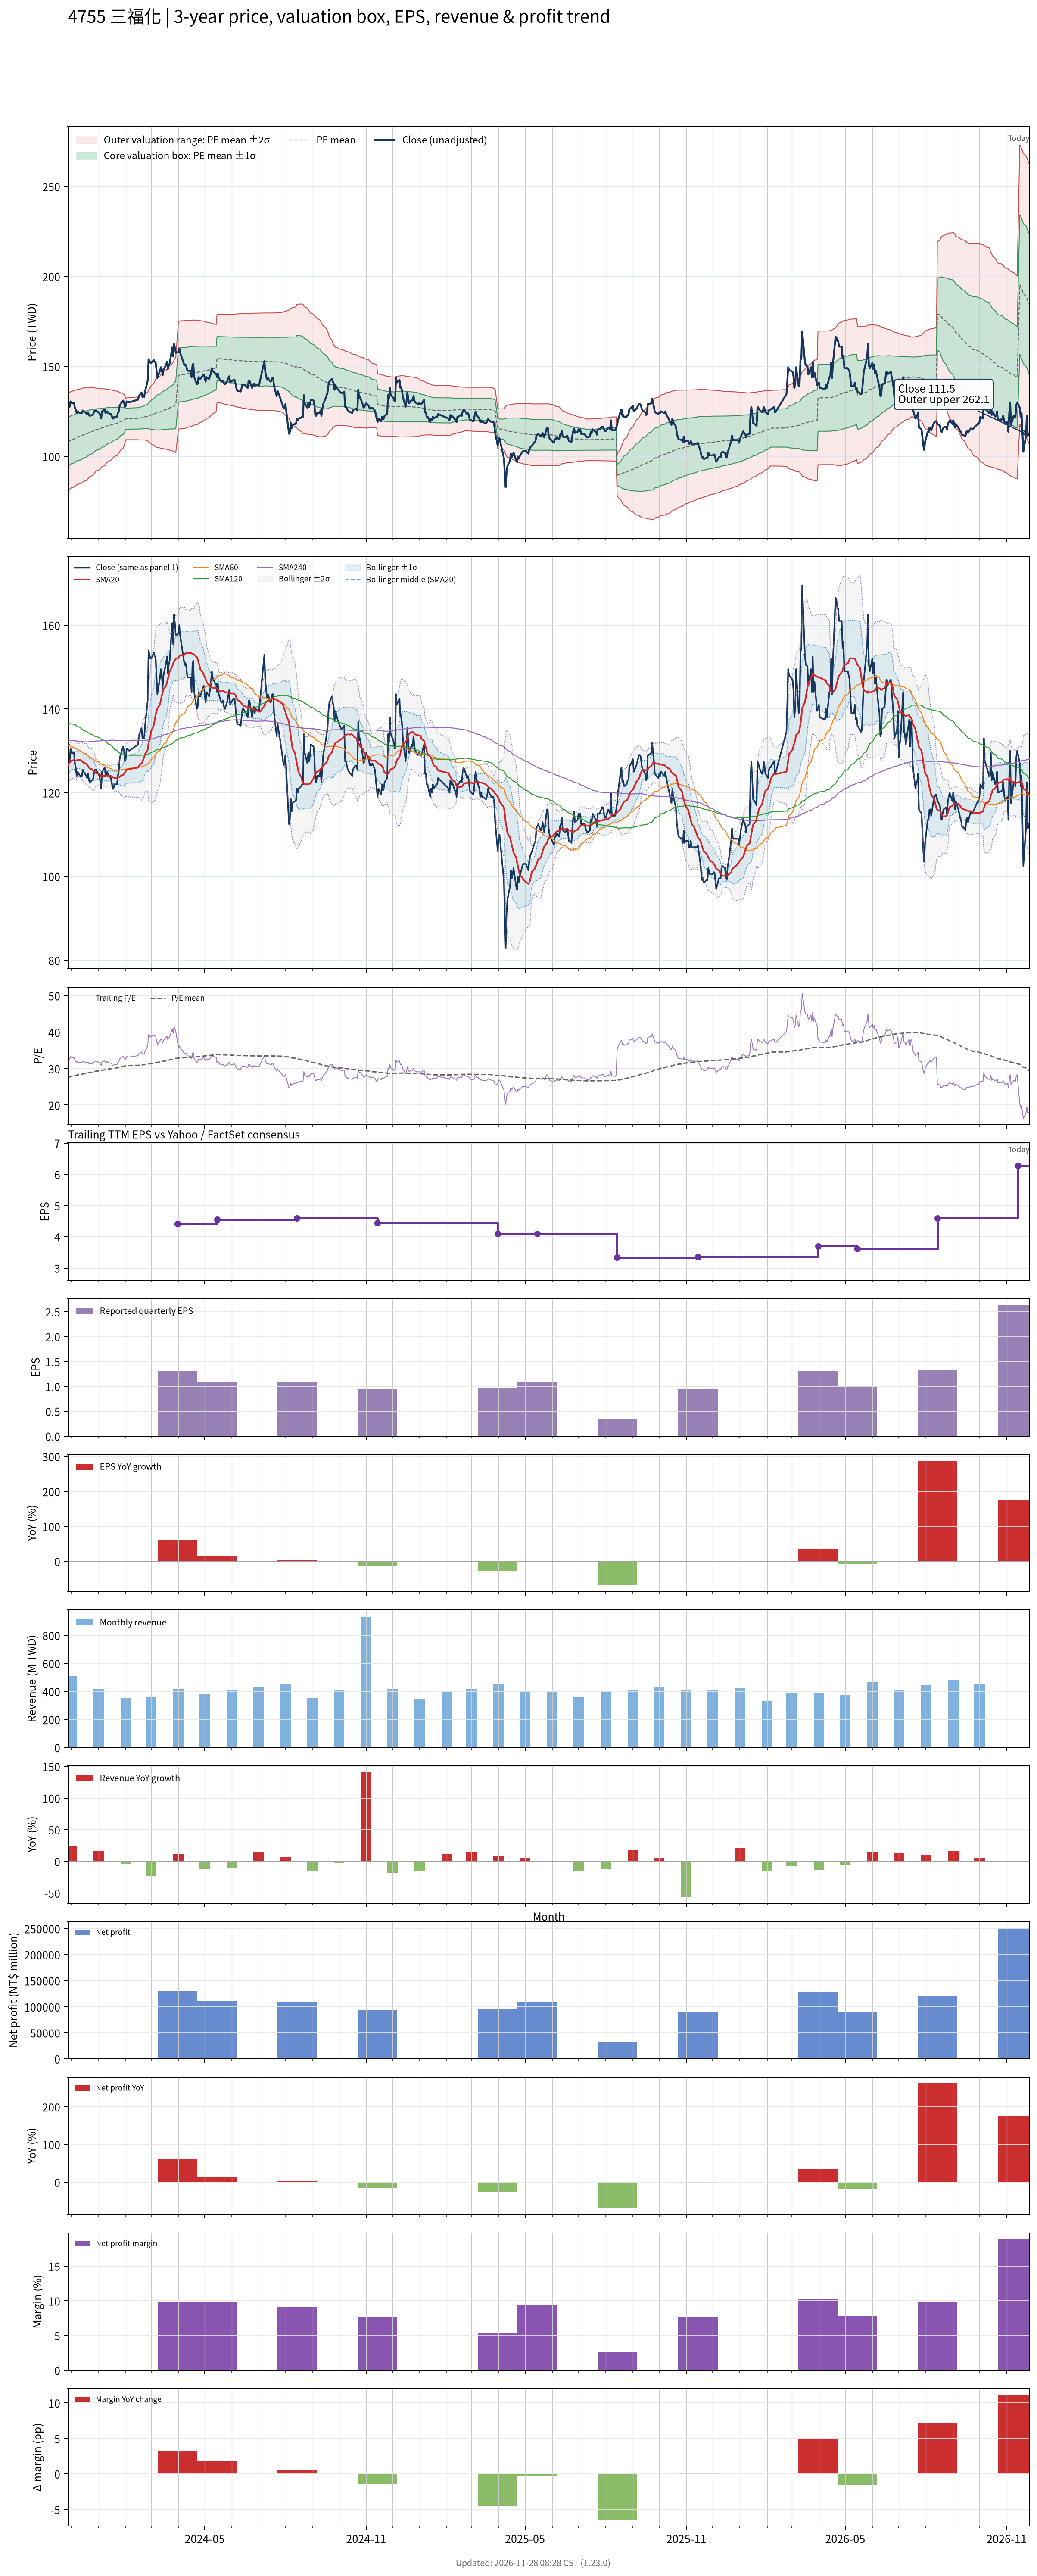 4755 三福化 | 3-year price, valuation box, EPS, revenue & profit trend
Outer valuation range: PE mean ±2σ
Core valuation box: PE mean ±1σ
PE mean
Close (unadjusted)
Today
Price (TWD)
250
200
150
100
Close 111.5
Outer upper 262.1
Close (same as panel 1)
SMA20
SMA60
SMA120
SMA240
Bollinger ±2σ
Bollinger ±1σ
Bollinger middle (SMA20)
Price
160
140
120
100
80
Trailing P/E
P/E mean
P/E
50
40
30
20
Trailing TTM EPS vs Yahoo / FactSet consensus
Today
EPS
7
6
5
4
3
Reported quarterly EPS
EPS
2.5
2.0
1.5
1.0
0.5
0.0
EPS YoY growth
YoY (%)
300
200
100
0
Monthly revenue
Revenue (M TWD)
800
600
400
200
0
Revenue YoY growth
YoY (%)
150
100
50
0
-50
Month
Net profit
Net profit (NT$ million)
250000
200000
150000
100000
50000
0
Net profit YoY
YoY (%)
200
100
0
Net profit margin
Margin (%)
15
10
5
0
Margin YoY change
Δ margin (pp)
10
5
0
-5
2024-05
2024-11
2025-05
2025-11
2026-05
2026-11
Updated: 2026-11-28 08:28 CST (1.23.0)